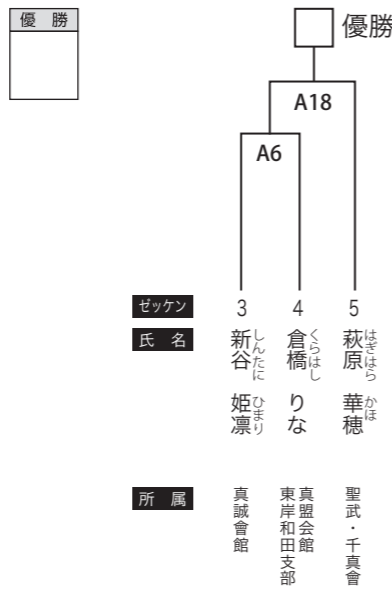 優 勝
優勝
A18
A6
ゼッケン 3 4 5
氏 名
新谷 姫凛
しんたに ひまり
倉橋 りな
くらはし
萩原 華穂
はぎはら かほ
所 属
真誠會館
真盟会館
東岸和田支部
聖武・千真會